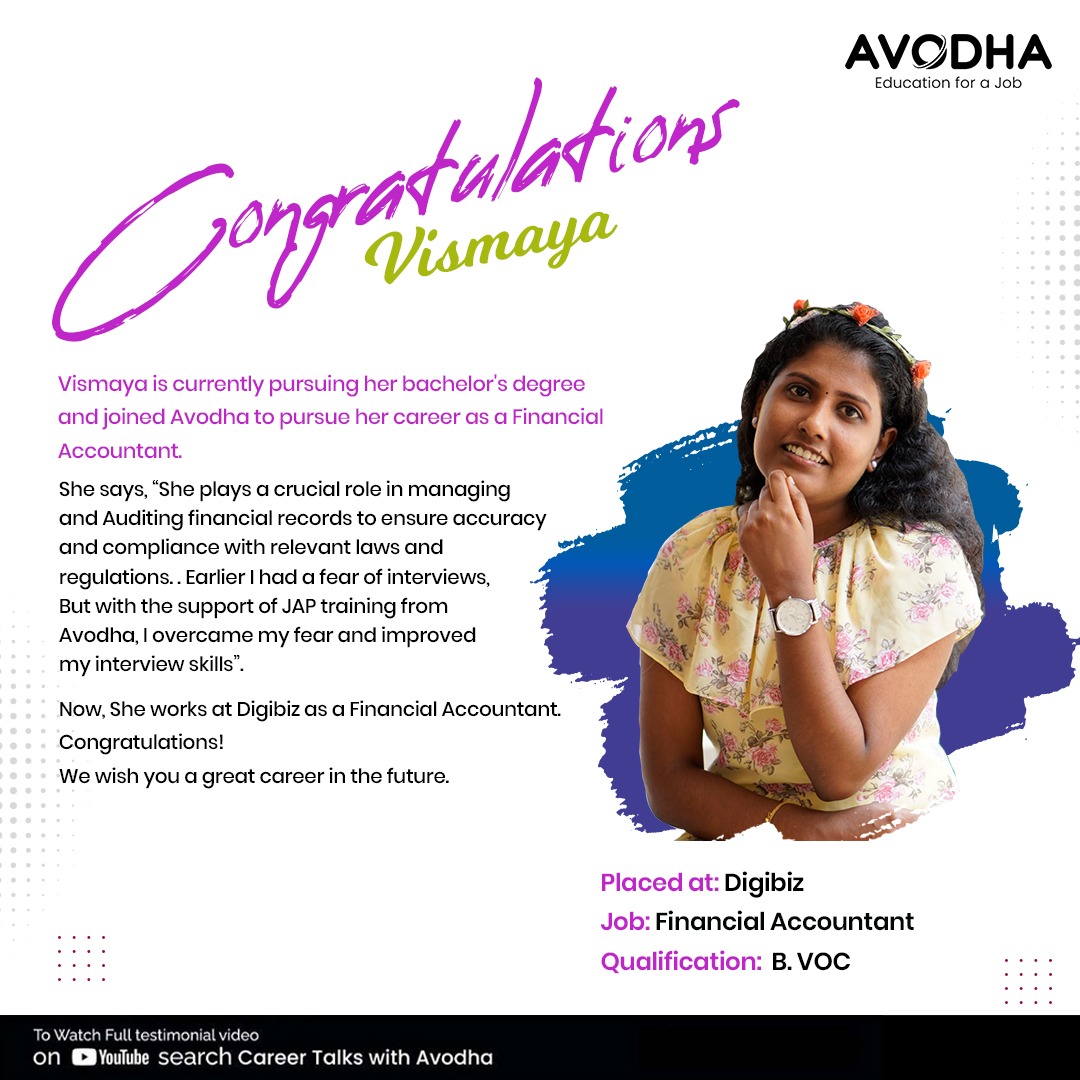 AVODHA
Education for a Job
Congratulations
Vismaya
Vismaya is currently pursuing her bachelor's degree
and joined Avodha to pursue her career as a Financial
Accountant.
She says, “She plays a crucial role in managing
and Auditing financial records to ensure accuracy
and compliance with relevant laws and
regulations. . Earlier I had a fear of interviews,
But with the support of JAP training from
Avodha, I overcame my fear and improved
my interview skills”.
Now, She works at Digibiz as a Financial Accountant.
Congratulations!
We wish you a great career in the future.
Placed at: Digibiz
Job: Financial Accountant
Qualification: B. VOC
To Watch Full testimonial video
on YouTube search Career Talks with Avodha